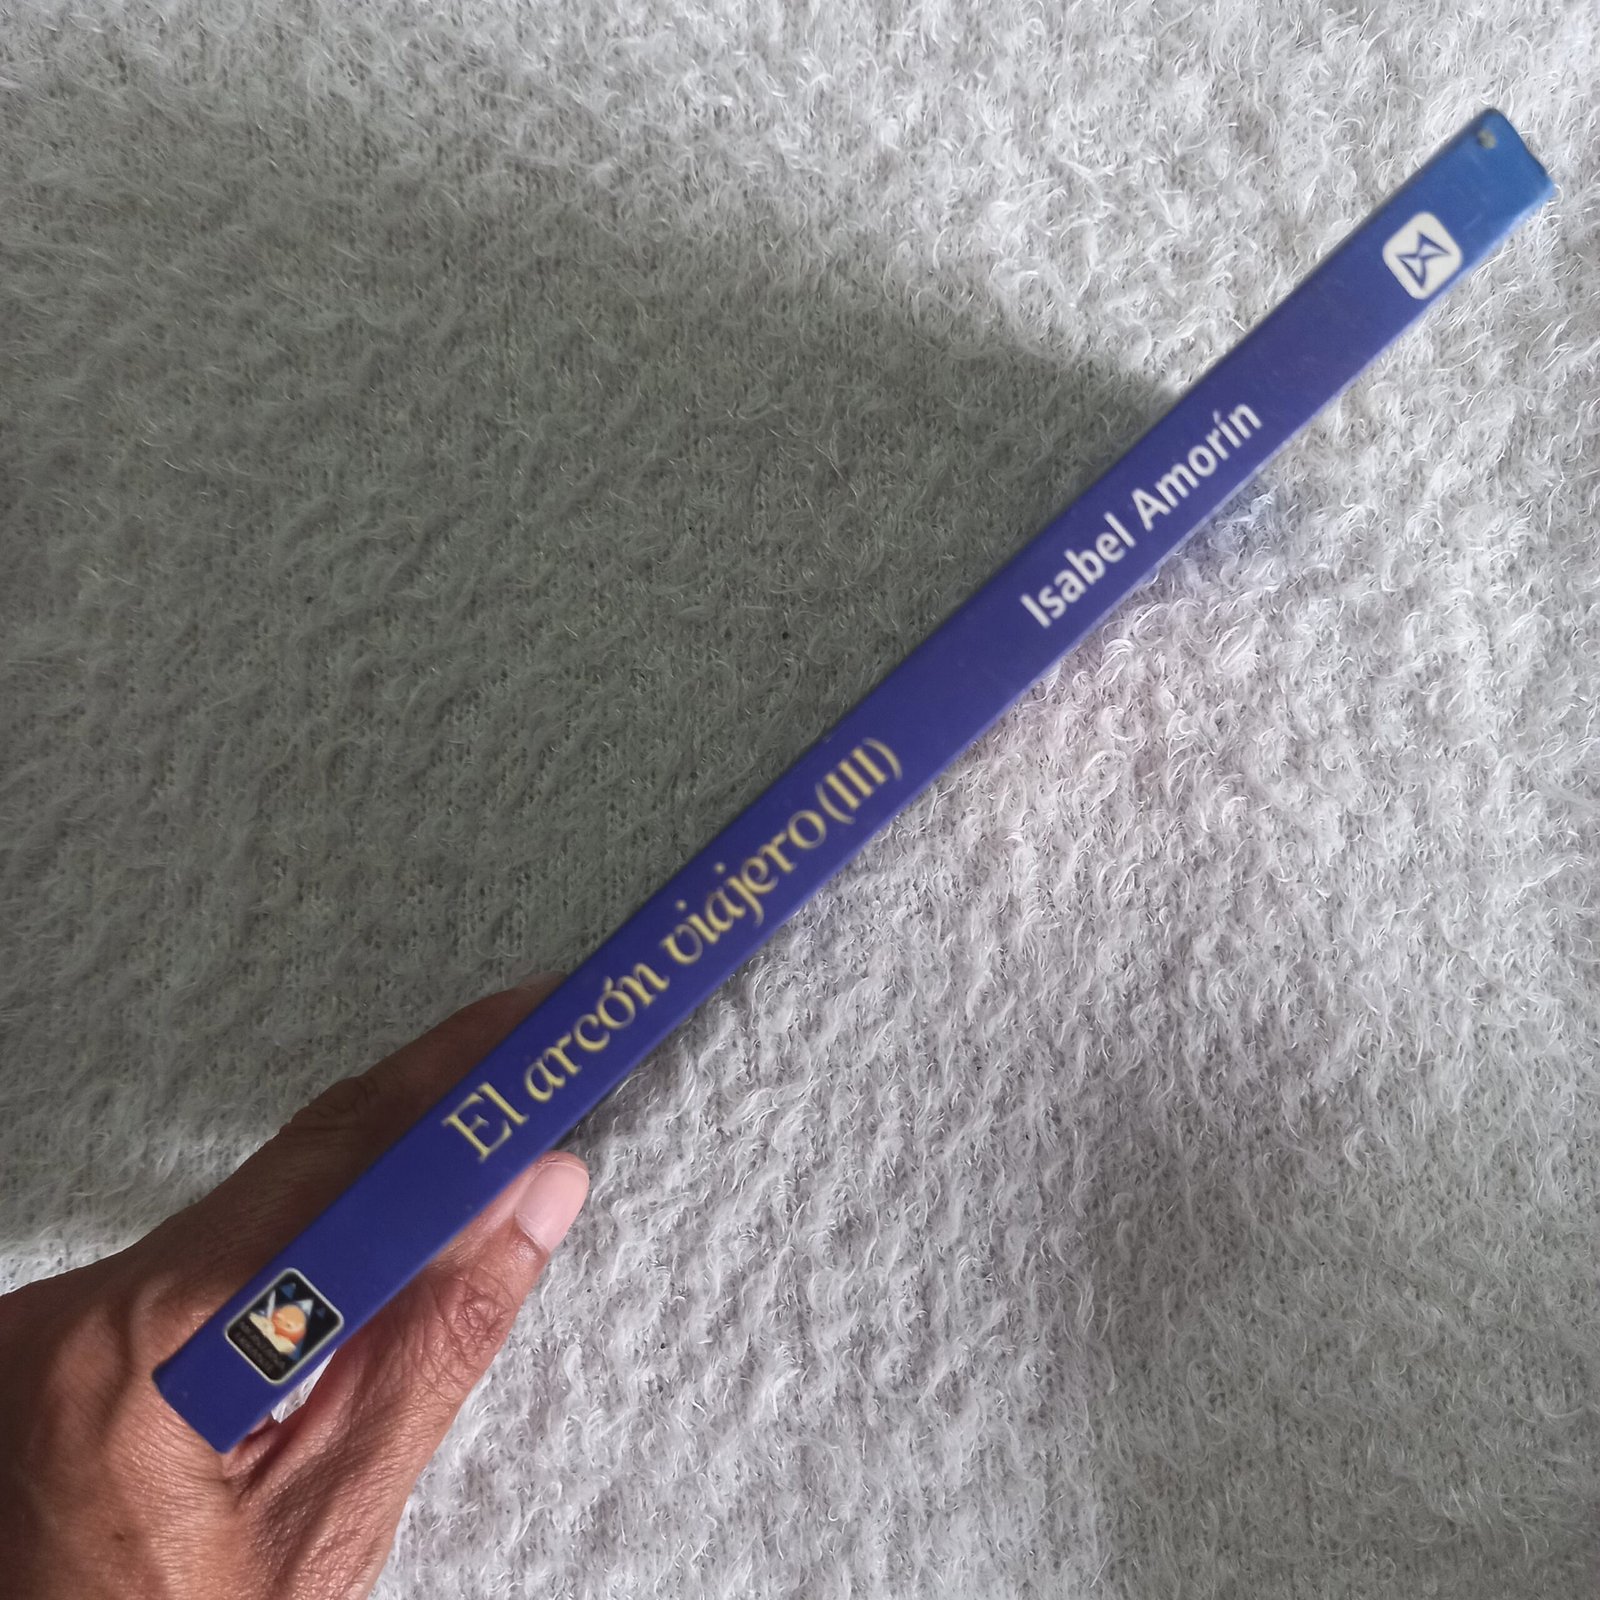 El arcón viajero (III)
Isabel Amorín